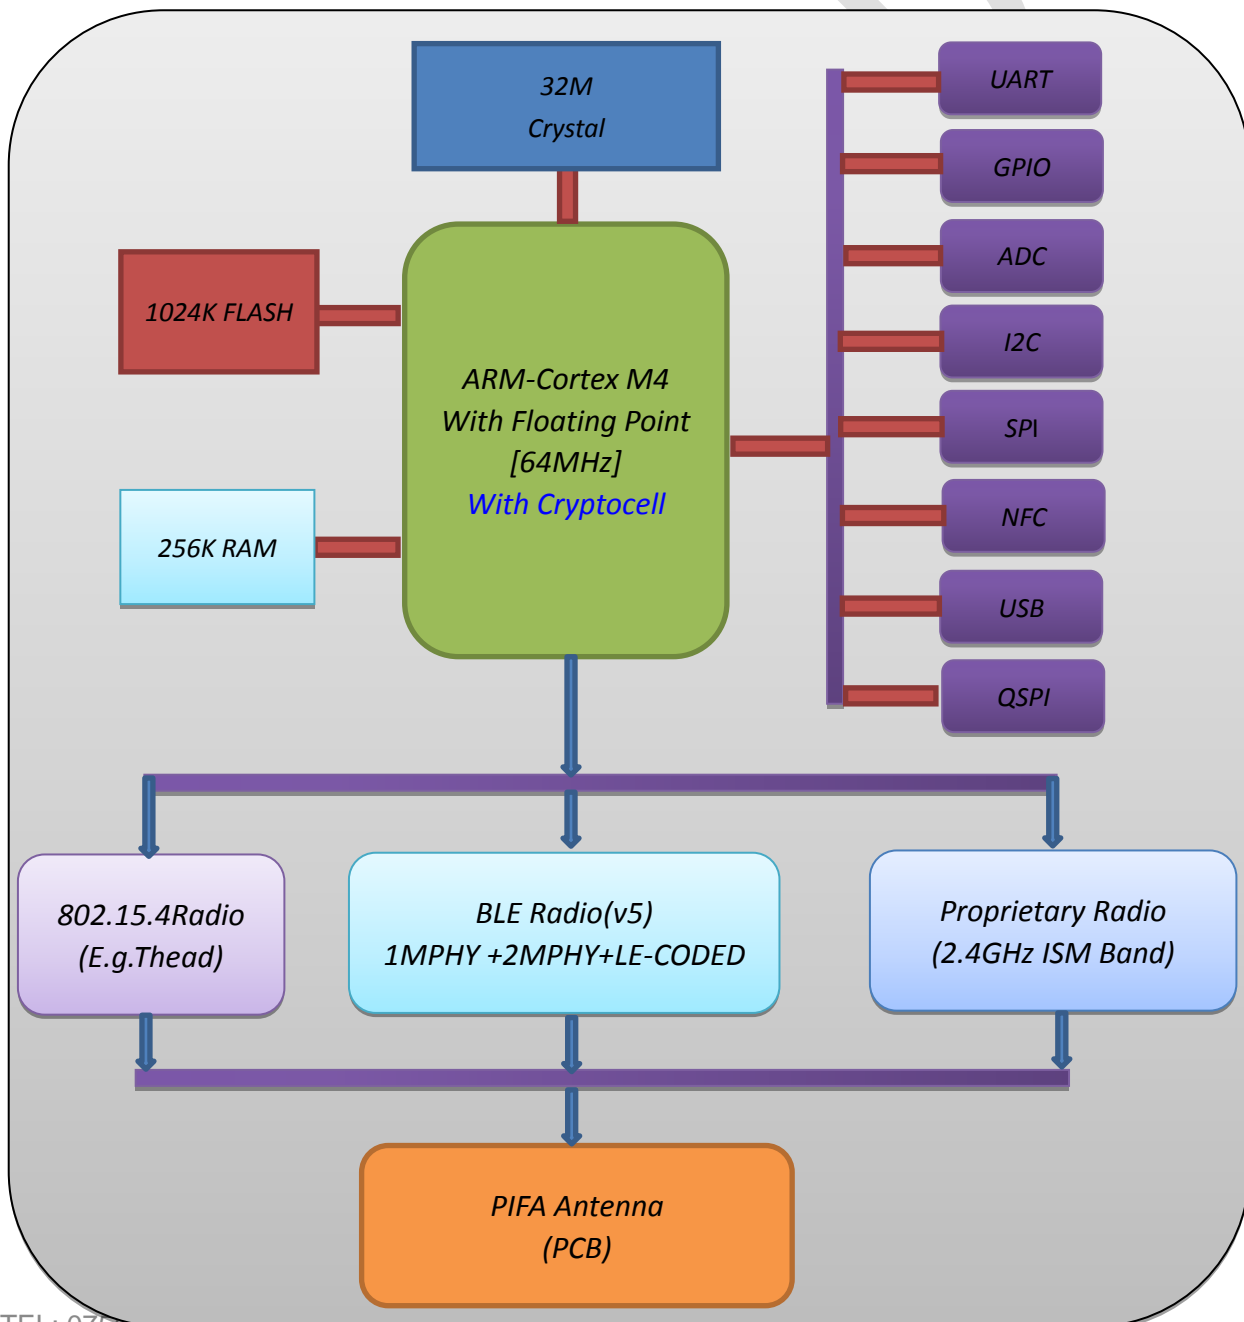 32M
Crystal
1024K FLASH
256K RAM
ARM-Cortex M4
With Floating Point
[64MHz]
With Cryptocell
UART
GPIO
ADC
I2C
SPI
NFC
USB
QSPI
802.15.4Radio
(E.g.Thead)
BLE Radio(v5)
1MPHY +2MPHY+LE-CODED
Proprietary Radio
(2.4GHz ISM Band)
PIFA Antenna
(PCB)